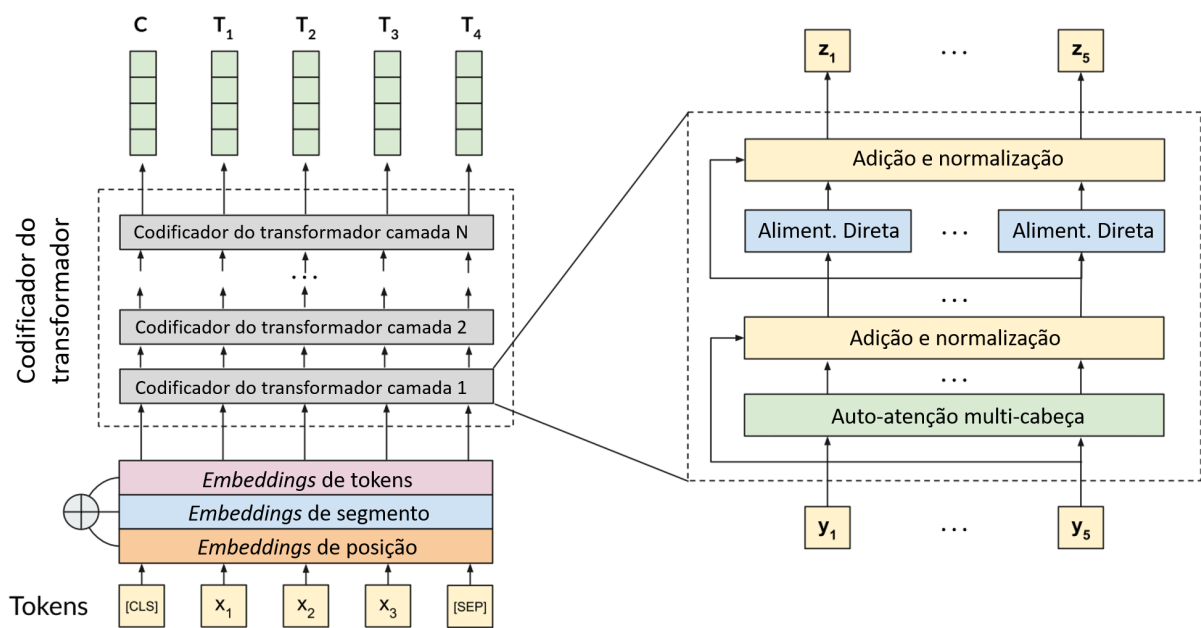 C T1 T2 T3 T4
Codificador do transformador camada N
...
Codificador do transformador camada 2
Codificador do transformador camada 1
Codificador do
transformador
Embeddings de tokens
Embeddings de segmento
Embeddings de posição
Tokens [CLS] x1 x2 x3 [SEP]
z1 ... z5
Adição e normalização
Aliment. Direta ... Aliment. Direta
...
Adição e normalização
...
Auto-atenção multi-cabeça
y1 ... y5